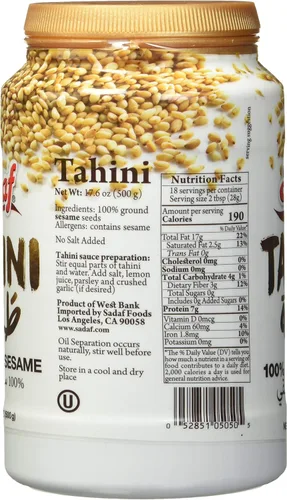 af
NI
SESAME
100%
Tahini
Net Wt: 17.6 oz (500 g)
Ingredients: 100% ground
sesame seeds
Allergens: contains sesame
No Salt Added
Tahini sauce preparation:
Stir equal parts of tahini
and water. Add salt, lemon
juice, parsley and crushed
garlic (if desired)
Product of West Bank
Imported by Sadaf Foods
Los Angeles, CA 90058
www.sadaf.com
Oil Separation occurs
naturally, stir well before
use.
Store in a cool and dry
place
U
Nutrition Facts
18 servings per container
Serving Size 2 tbsp (28g)
Amount per serving
Calories 190
% Daily Value*
Total Fat 17g 22%
Saturated Fat 2.5g 13%
Trans Fat 0g
Cholesterol 0mg 0%
Sodium 0mg 0%
Total Carbohydrate 4g 1%
Dietary Fiber 3g 12%
Total Sugars 0g
Includes 0g Added Sugars 0%
Protein 7g 14%
Vitamin D 0mcg 0%
Calcium 60mg 4%
Iron 1.8mg 10%
Potassium 0mg 0%
*The % Daily Value (DV) tells you
how much a nutrient in a serving of
food contributes to a daily diet.
2,000 calories a day is used for
general nutrition advice.
0 52851 05050 5
TA
100%